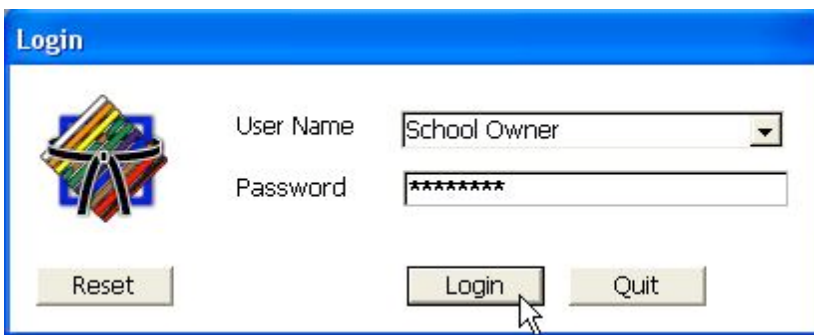 Login
User Name School Owner
Password ********
Reset Login Quit